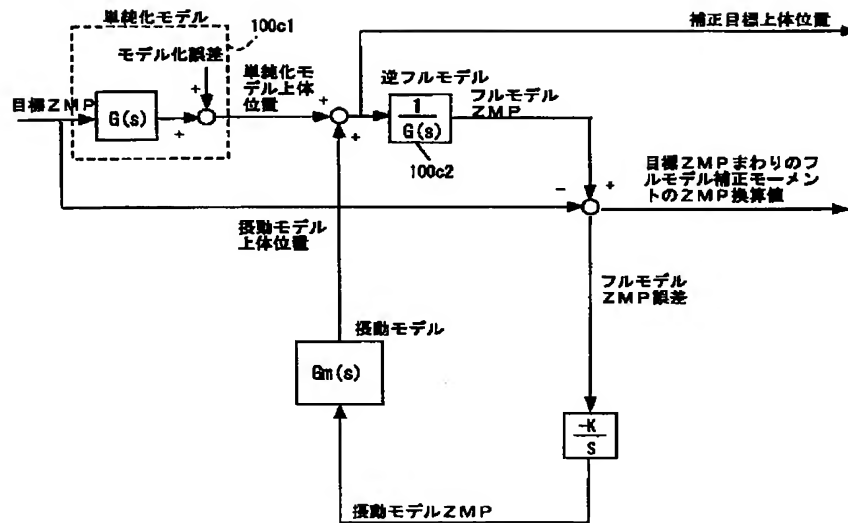 単純化モデル
100c1
モデル化誤差
補正目標上体位置
単純化モ
デル上体
位置
逆フルモデル
フルモデル
ZMP
目標ZMP
G(s)
+
+
+
+
1
G(s)
100c2
-
+
目標ZMPまわりのフ
ルモデル補正モーメン
トのZMP換算値
摂動モデル
上体位置
フルモデル
ZMP誤差
摂動モデル
Gm(s)
-K
S
摂動モデルZMP